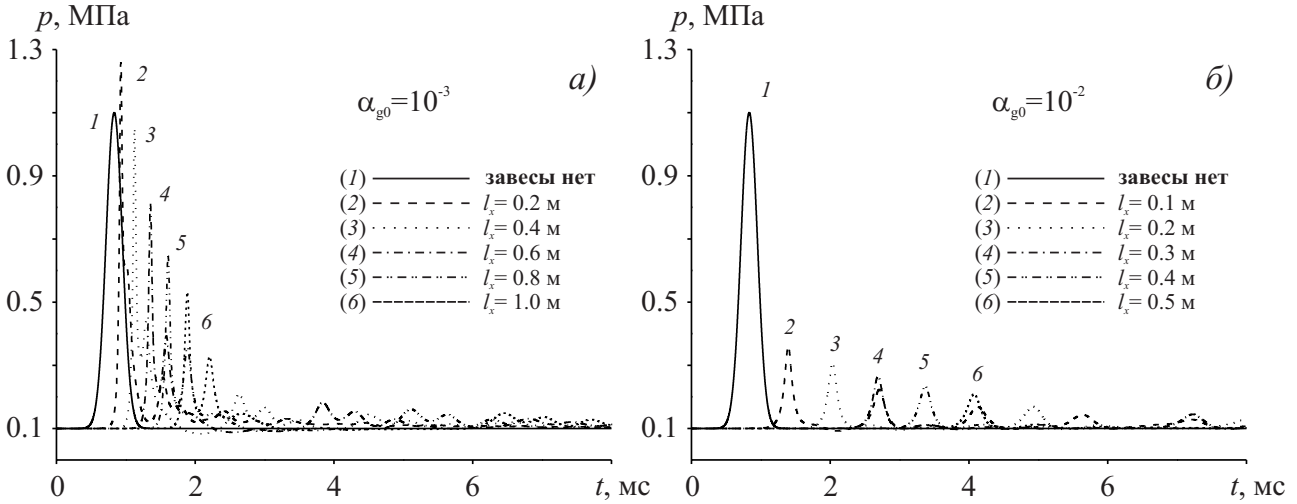 p, МПа
1.3
0.9
0.5
0.1
0
2
4
6
t, мс
а)
α_g0=10^-3
1
2
3
4
5
6
(1) завесы нет
(2) l_x= 0.2 м
(3) l_x= 0.4 м
(4) l_x= 0.6 м
(5) l_x= 0.8 м
(6) l_x= 1.0 м
p, МПа
1.3
0.9
0.5
0.1
0
2
4
6
t, мс
б)
α_g0=10^-2
1
2
3
4
5
6
(1) завесы нет
(2) l_x= 0.1 м
(3) l_x= 0.2 м
(4) l_x= 0.3 м
(5) l_x= 0.4 м
(6) l_x= 0.5 м